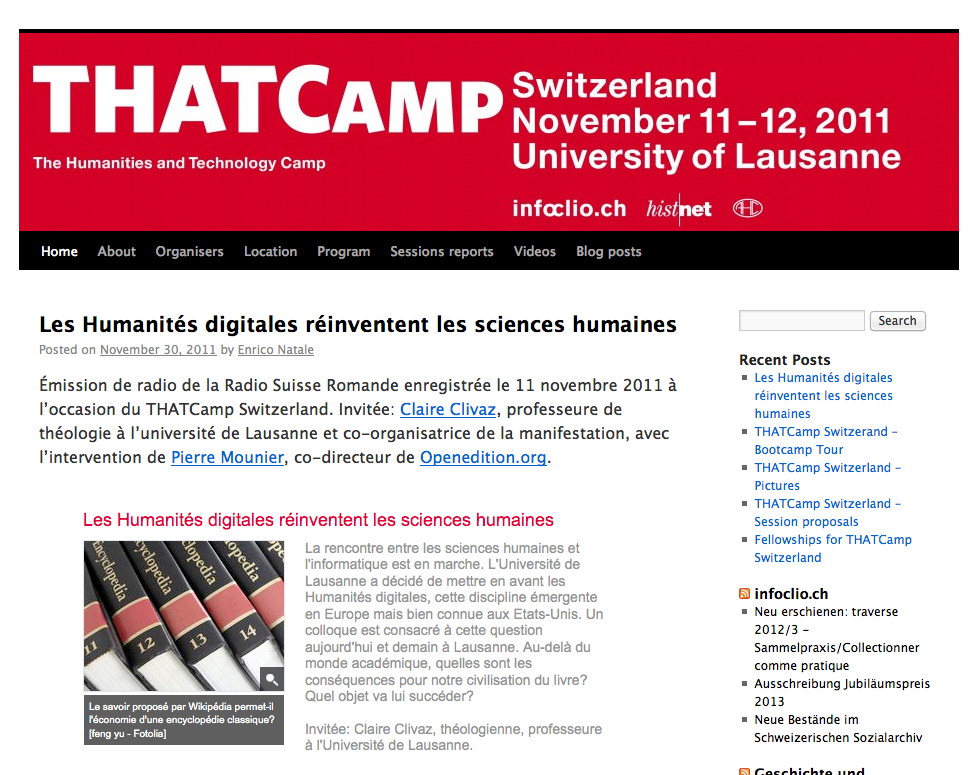 THATCAMP
The Humanities and Technology Camp
Switzerland
November 11–12, 2011
University of Lausanne
infoclio.ch histnet
Home About Organisers Location Program Sessions reports Videos Blog posts
Les Humanités digitales réinventent les sciences humaines
Posted on November 30, 2011 by Enrico Natale
Émission de radio de la Radio Suisse Romande enregistrée le 11 novembre 2011 à
l'occasion du THATCamp Switzerland. Invitée: Claire Clivaz, professeure de
théologie à l'université de Lausanne et co-organisatrice de la manifestation, avec
l'intervention de Pierre Mounier, co-directeur de Openedition.org.
Les Humanités digitales réinventent les sciences humaines
Encyclopedia
Encyclopedia
Encyclopedia
Encyclopedia
11
12
13
14
Le savoir proposé par Wikipédia permet-il
l'économie d'une encyclopédie classique?
[feng yu - Fotolia]
La rencontre entre les sciences humaines et
l'informatique est en marche. L'Université de
Lausanne a décidé de mettre en avant les
Humanités digitales, cette discipline émergente
en Europe mais bien connue aux Etats-Unis. Un
colloque est consacré à cette question
aujourd'hui et demain à Lausanne. Au-delà du
monde académique, quelles sont les
conséquences pour notre civilisation du livre?
Quel objet va lui succéder?
Invitée: Claire Clivaz, théologienne, professeure
à l'Université de Lausanne.
Search
Recent Posts
Les Humanités digitales
réinventent les sciences
humaines
THATCamp Switzerand –
Bootcamp Tour
THATCamp Switzerland –
Pictures
THATCamp Switzerland –
Session proposals
Fellowships for THATCamp
Switzerland
infoclio.ch
Neu erschienen: traverse
2012/3 –
Sammelpraxis/Collectionner
comme pratique
Ausschreibung Jubiläumspreis
2013
Neue Bestände im
Schweizerischen Sozialarchiv
Geschichte und